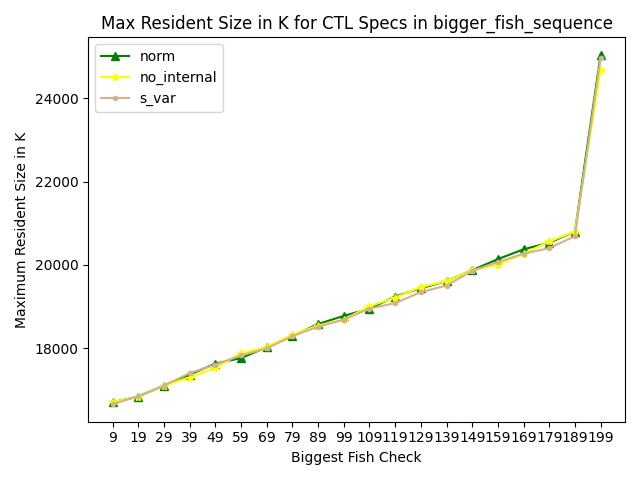 Max Resident Size in K for CTL Specs in bigger_fish_sequence
norm
no_internal
s_var
Maximum Resident Size in K
24000
22000
20000
18000
9 19 29 39 49 59 69 79 89 99 109 119 129 139 149 159 169 179 189 199
Biggest Fish Check